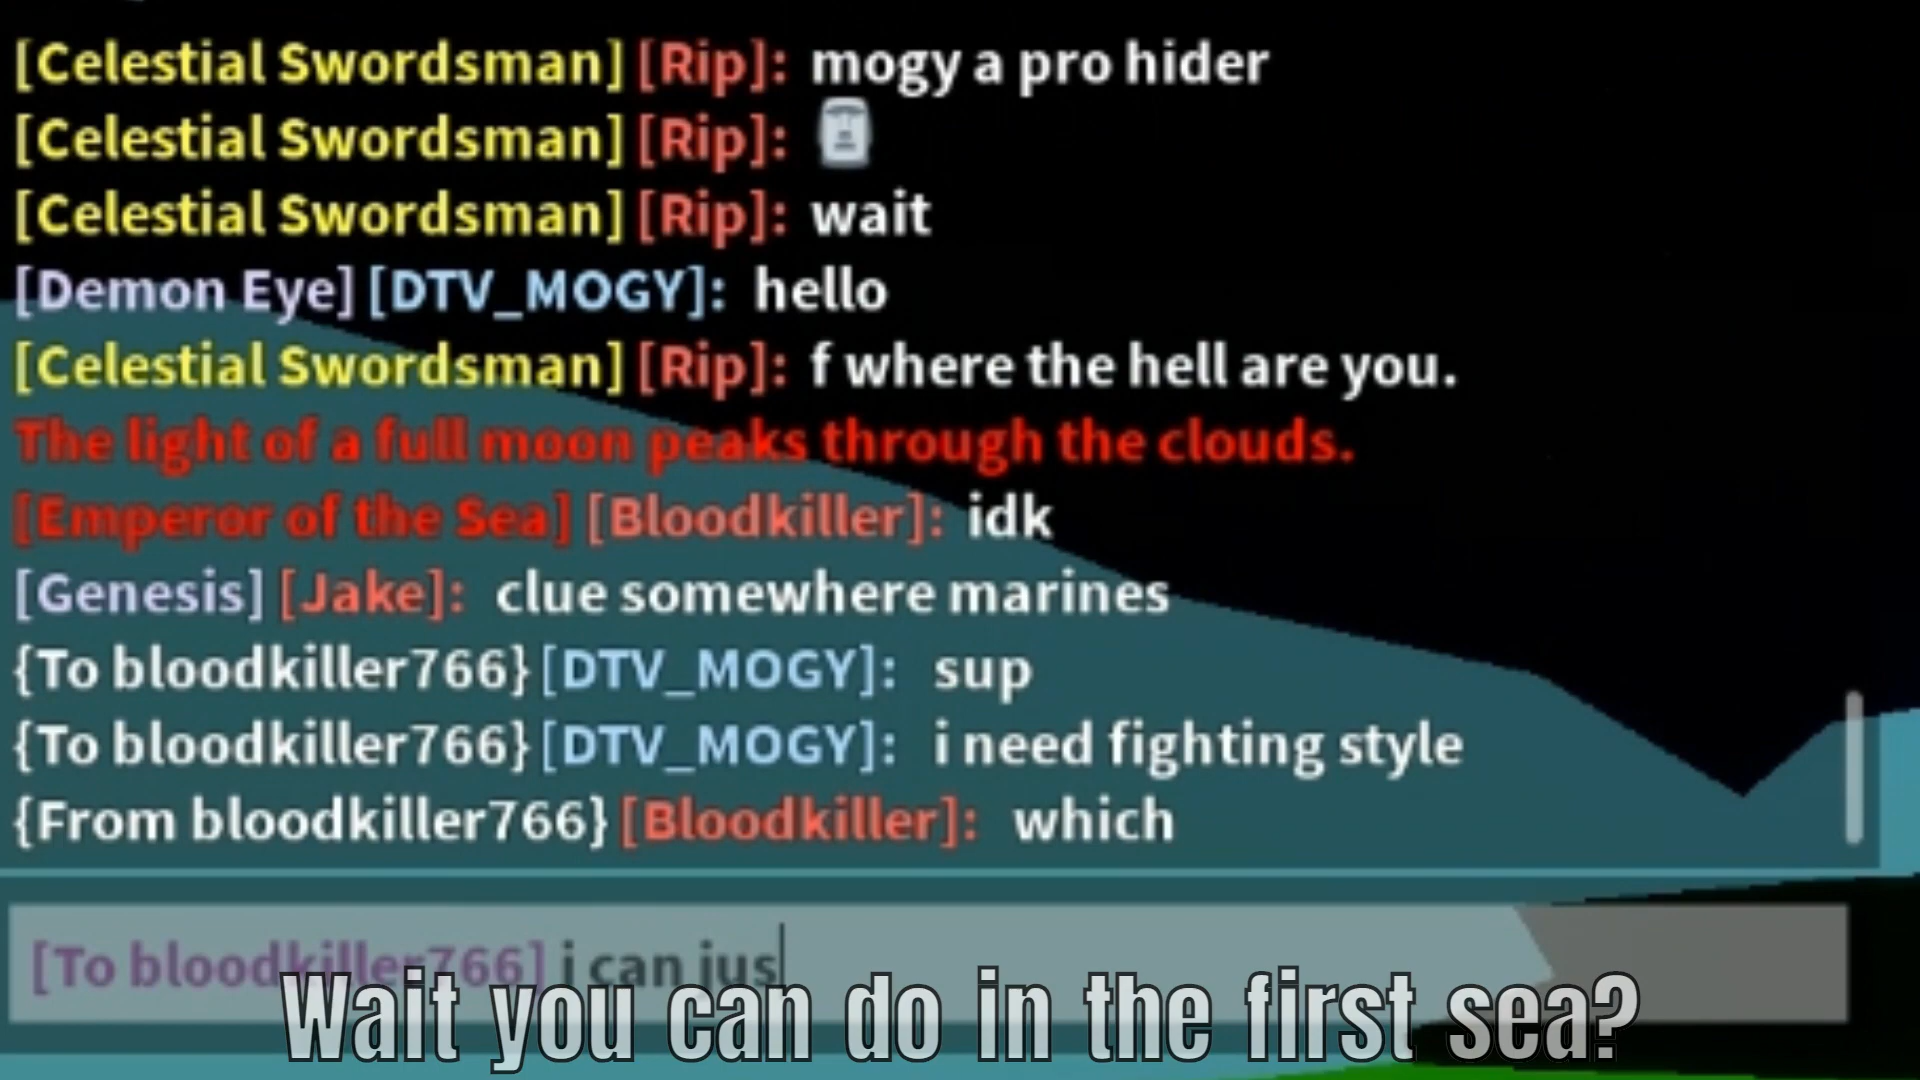 [Celestial Swordsman] [Rip]: mogy a pro hider
[Celestial Swordsman] [Rip]: 🗿
[Celestial Swordsman] [Rip]: wait
[Demon Eye] [DTV_MOGY]: hello
[Celestial Swordsman] [Rip]: f where the hell are you.
The light of a full moon peaks through the clouds.
[Emperor of the Sea] [Bloodkiller]: idk
[Genesis] [Jake]: clue somewhere marines
{To bloodkiller766} [DTV_MOGY]: sup
{To bloodkiller766} [DTV_MOGY]: i need fighting style
{From bloodkiller766} [Bloodkiller]: which
[To bloodkiller766] i can jus
Wait you can do in the first sea?